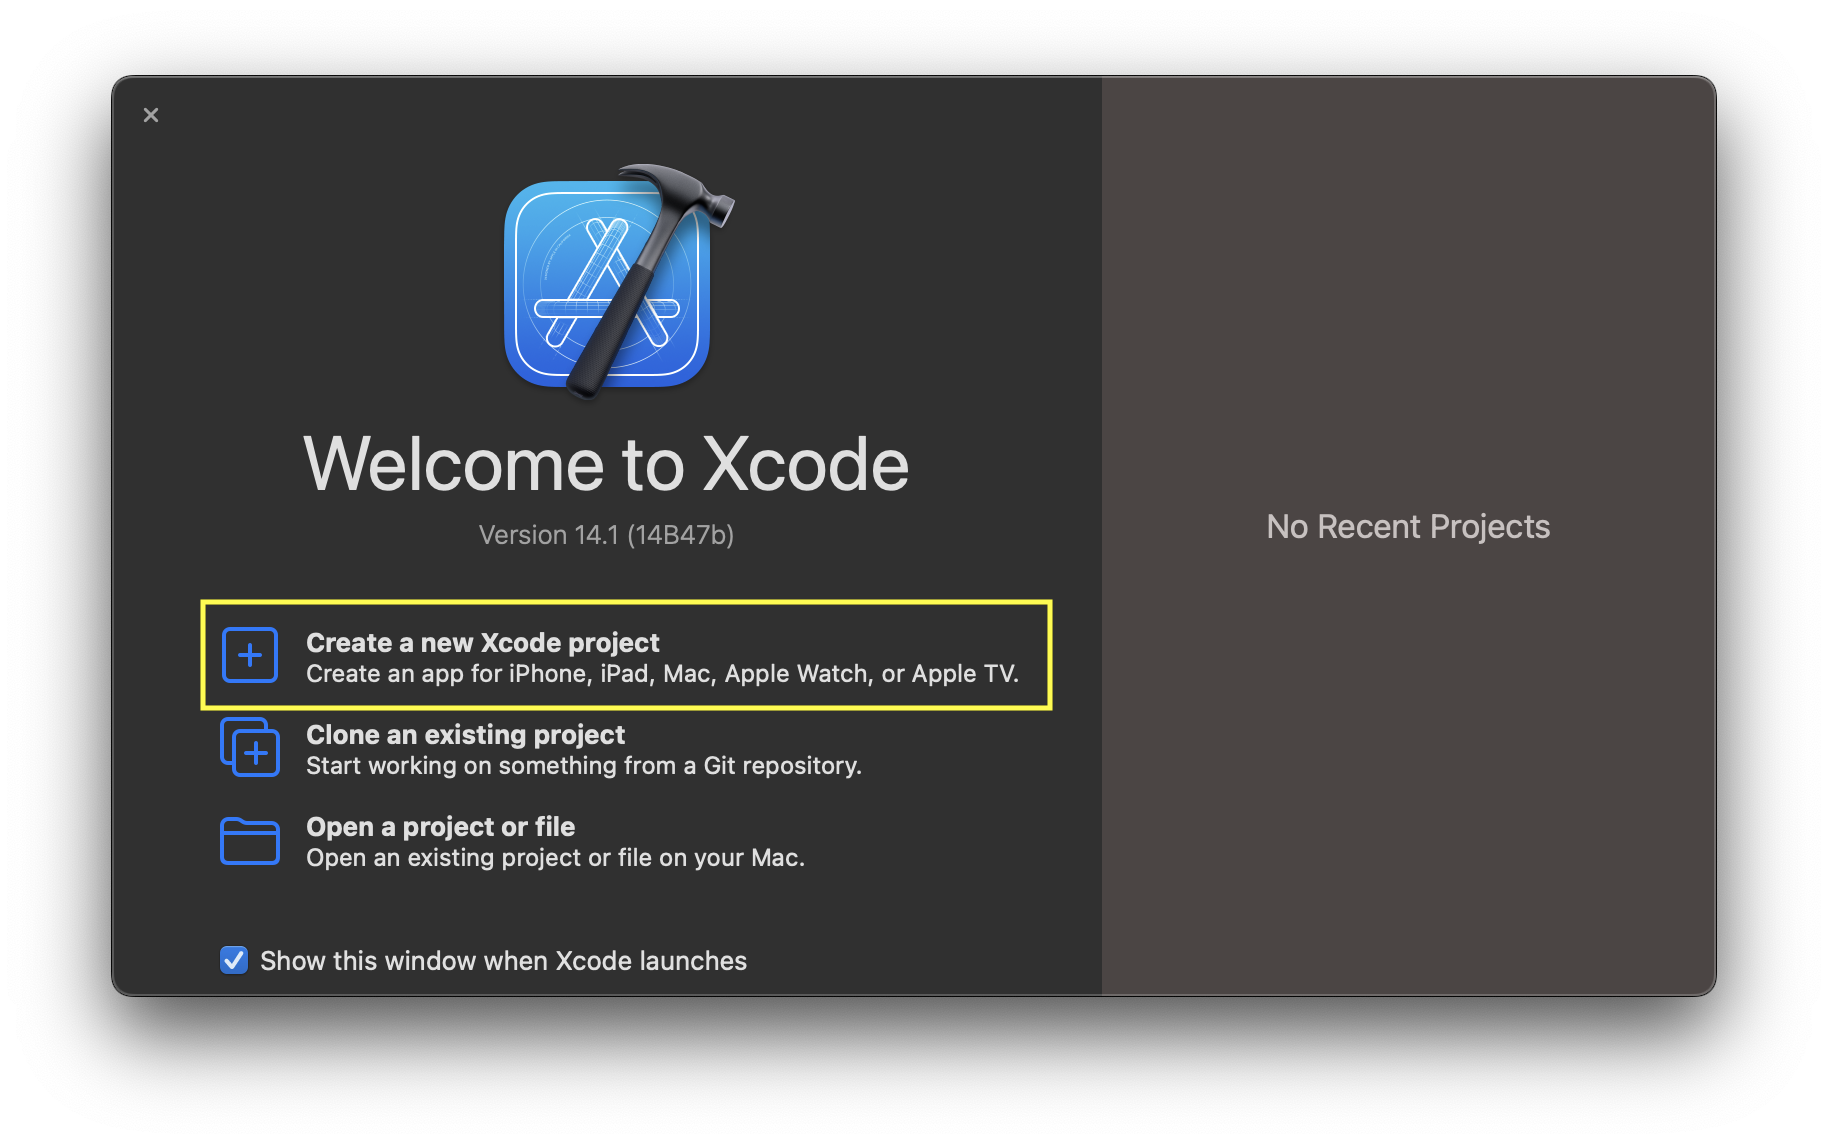 Welcome to Xcode
Version 14.1 (14B47b)
Create a new Xcode project
Create an app for iPhone, iPad, Mac, Apple Watch, or Apple TV.
Clone an existing project
Start working on something from a Git repository.
Open a project or file
Open an existing project or file on your Mac.
Show this window when Xcode launches
No Recent Projects